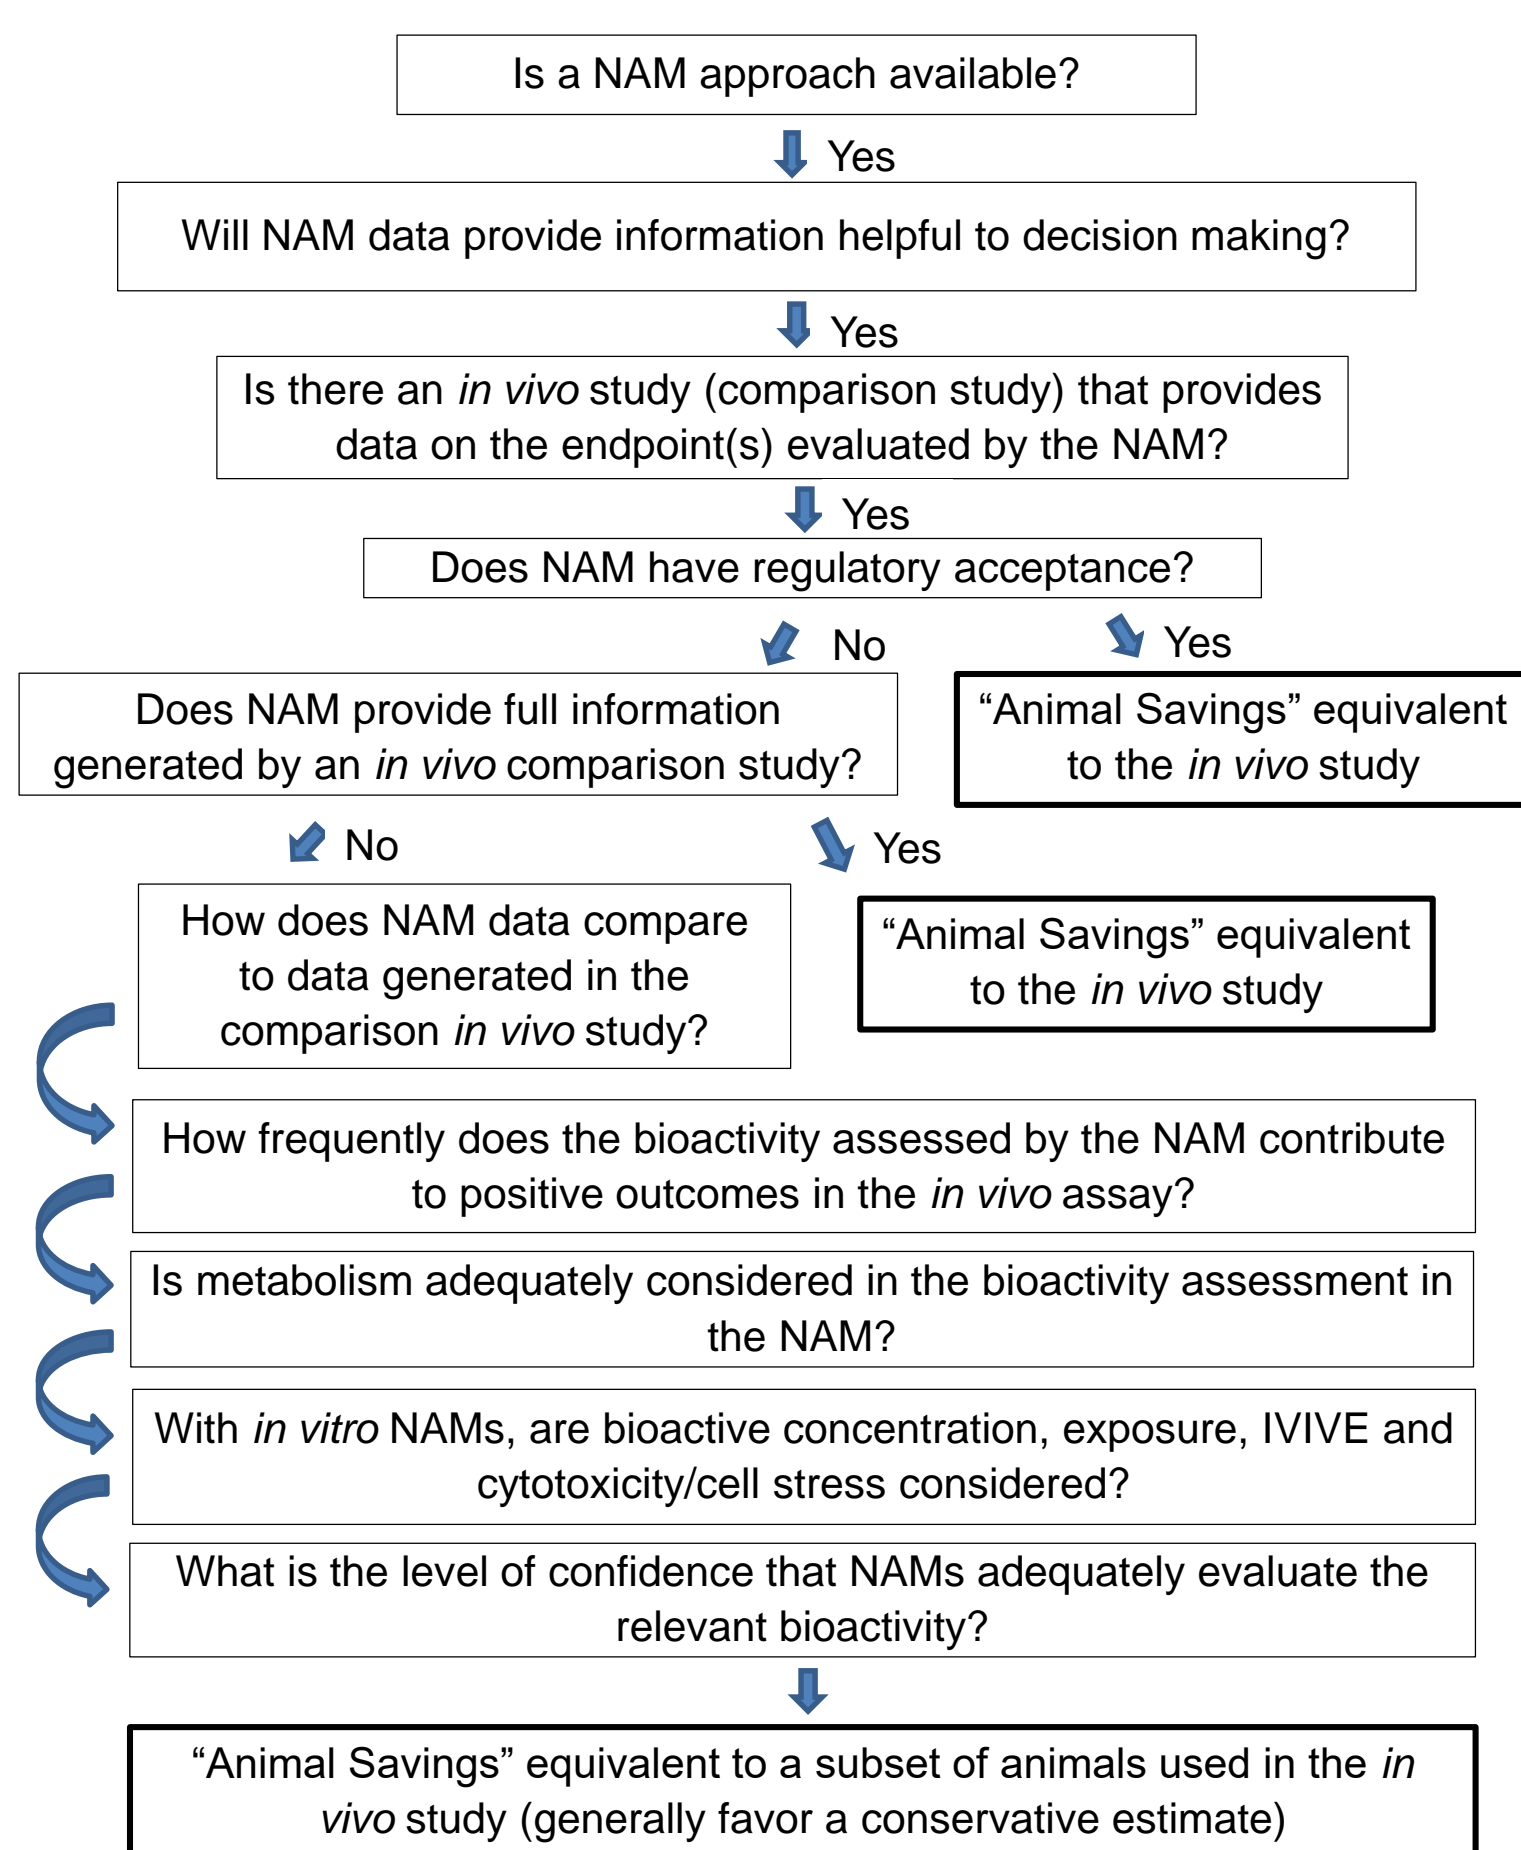 Is a NAM approach available?
Yes
Will NAM data provide information helpful to decision making?
Yes
Is there an in vivo study (comparison study) that provides
data on the endpoint(s) evaluated by the NAM?
Yes
Does NAM have regulatory acceptance?
No
Yes
Does NAM provide full information
generated by an in vivo comparison study?
“Animal Savings” equivalent
to the in vivo study
No
Yes
How does NAM data compare
to data generated in the
comparison in vivo study?
“Animal Savings” equivalent
to the in vivo study
How frequently does the bioactivity assessed by the NAM contribute
to positive outcomes in the in vivo assay?
Is metabolism adequately considered in the bioactivity assessment in
the NAM?
With in vitro NAMs, are bioactive concentration, exposure, IVIVE and
cytotoxicity/cell stress considered?
What is the level of confidence that NAMs adequately evaluate the
relevant bioactivity?
“Animal Savings” equivalent to a subset of animals used in the in
vivo study (generally favor a conservative estimate)